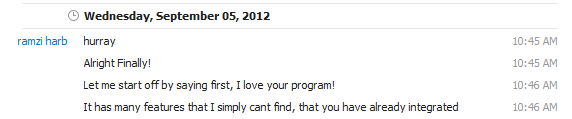 Wednesday, September 05, 2012
ramzi harb hurray 10:45 AM
Alright Finally! 10:45 AM
Let me start off by saying first, I love your program! 10:46 AM
It has many features that I simply cant find, that you have already integrated 10:46 AM